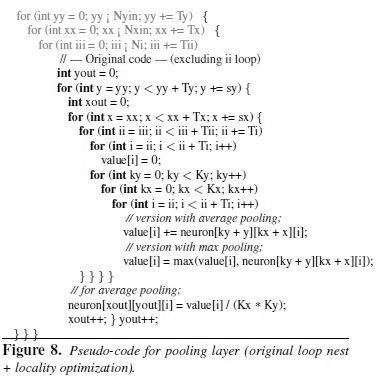 for (int yy = 0; yy ¡ Nyin; yy += Ty) {
for (int xx = 0; xx ¡ Nxin; xx += Tx) {
for (int iii = 0; iii ¡ Ni; iii += Tii)
// — Original code — (excluding ii loop)
int yout = 0;
for (int y = yy; y < yy + Ty; y += sy) {
int xout = 0;
for (int x = xx; x < xx + Tx; x += sx) {
for (int ii = iii; ii < iii + Tii; ii += Ti)
for (int i = ii; i < ii + Ti; i++)
value[i] = 0;
for (int ky = 0; ky < Ky; ky++)
for (int kx = 0; kx < Kx; kx++)
for (int i = ii; i < ii + Ti; i++)
// version with average pooling;
value[i] += neuron[ky + y][kx + x][i];
// version with max pooling;
value[i] = max(value[i], neuron[ky + y][kx + x][i]);
} } } }
// for average pooling;
neuron[xout][yout][i] = value[i] / (Kx * Ky);
xout++; } yout++;
} } }
Figure 8. Pseudo-code for pooling layer (original loop nest
+ locality optimization).